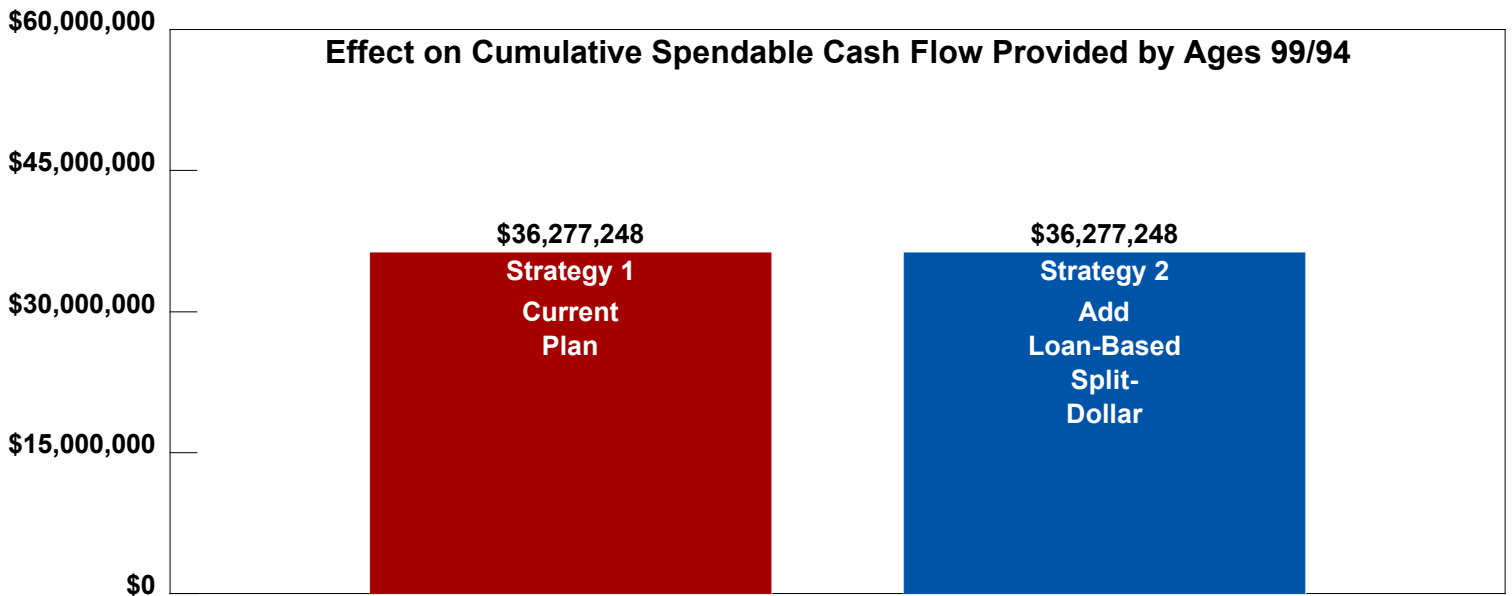 $60,000,000
Effect on Cumulative Spendable Cash Flow Provided by Ages 99/94
$45,000,000
$30,000,000
$15,000,000
$0
$36,277,248
Strategy 1
Current
Plan
$36,277,248
Strategy 2
Add
Loan-Based
Split-
Dollar